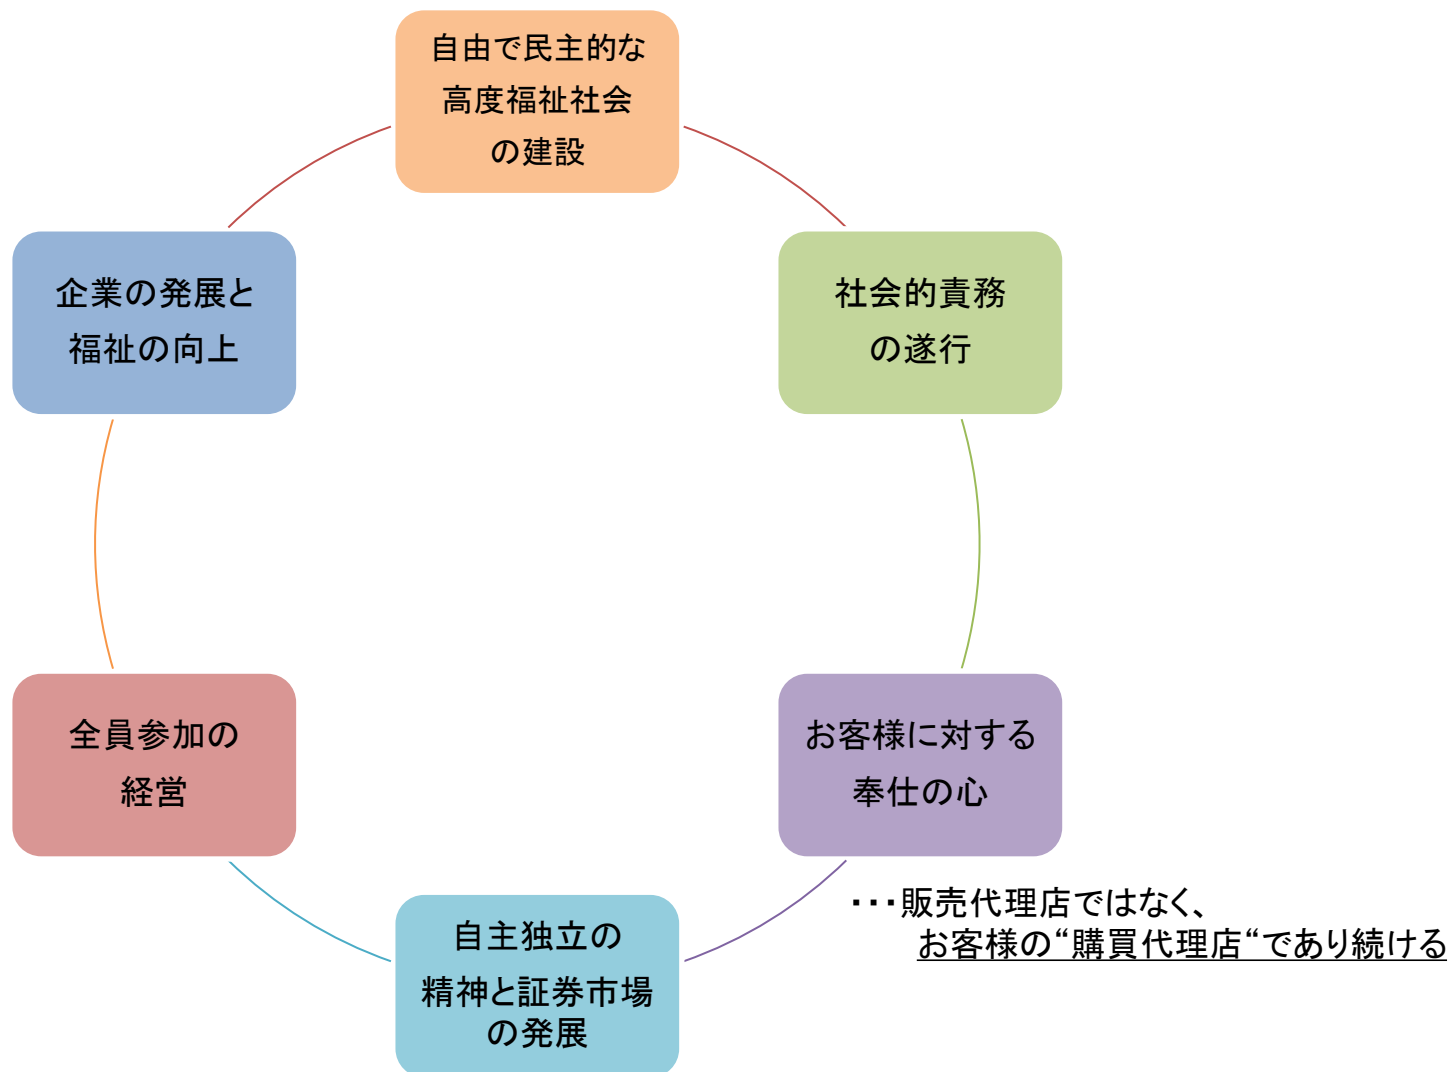 自由で民主的な
高度福祉社会
の建設
社会的責務
の遂行
お客様に対する
奉仕の心
・・・販売代理店ではなく、
お客様の“購買代理店“であり続ける
自主独立の
精神と証券市場
の発展
全員参加の
経営
企業の発展と
福祉の向上